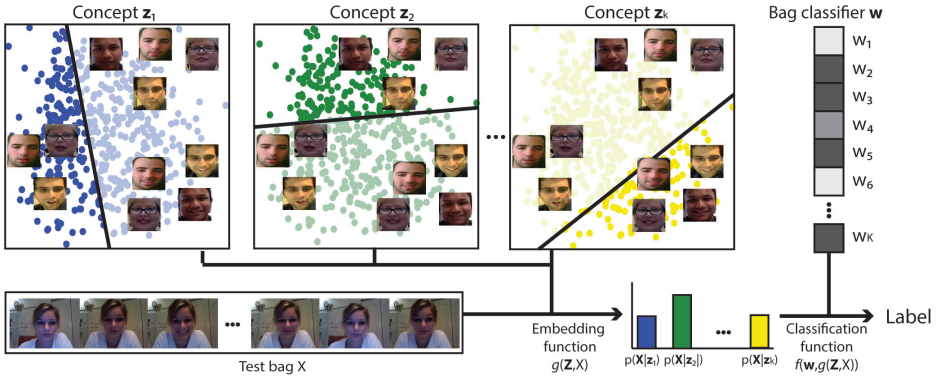 Concept z1
Concept z2
Concept zk
Bag classifier w
W1
W2
W3
W4
W5
W6
...
...
WK
...
...
Test bag X
Embedding
function
g(Z,X)
p(X|z1)
p(X|z2|)
p(X|zk)
Classification
function
f(w,g(Z,X))
Label